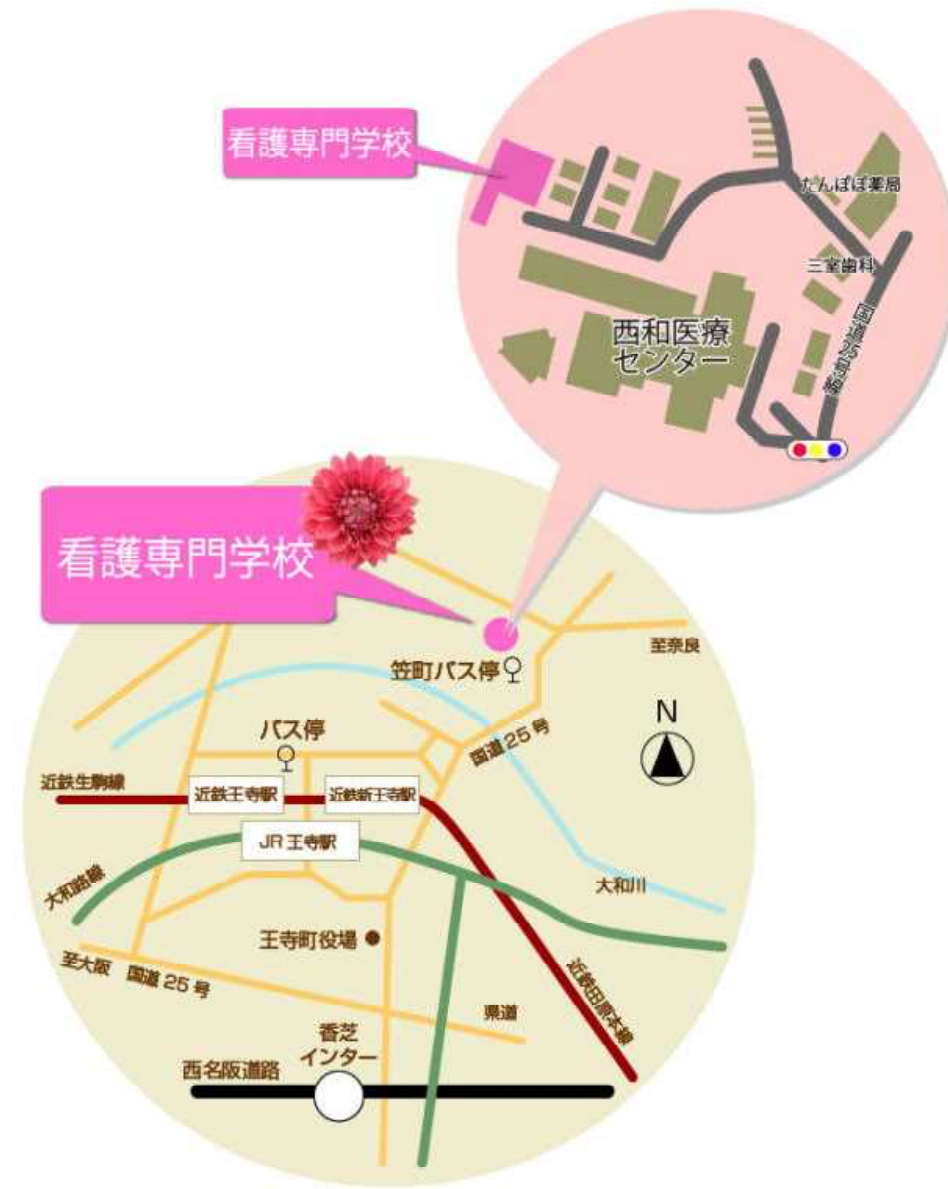 看護専門学校
たんぽぽ薬局
三室歯科
国道25号線
西和医療
センター
看護専門学校
至奈良
笠町バス停
N
バス停
国道25号
近鉄生駒線
近鉄王寺駅
近鉄新王寺駅
JR王寺駅
大和路線
大和川
王寺町役場
至大阪
国道25号
近鉄田原本線
県道
香芝
インター
西名阪道路